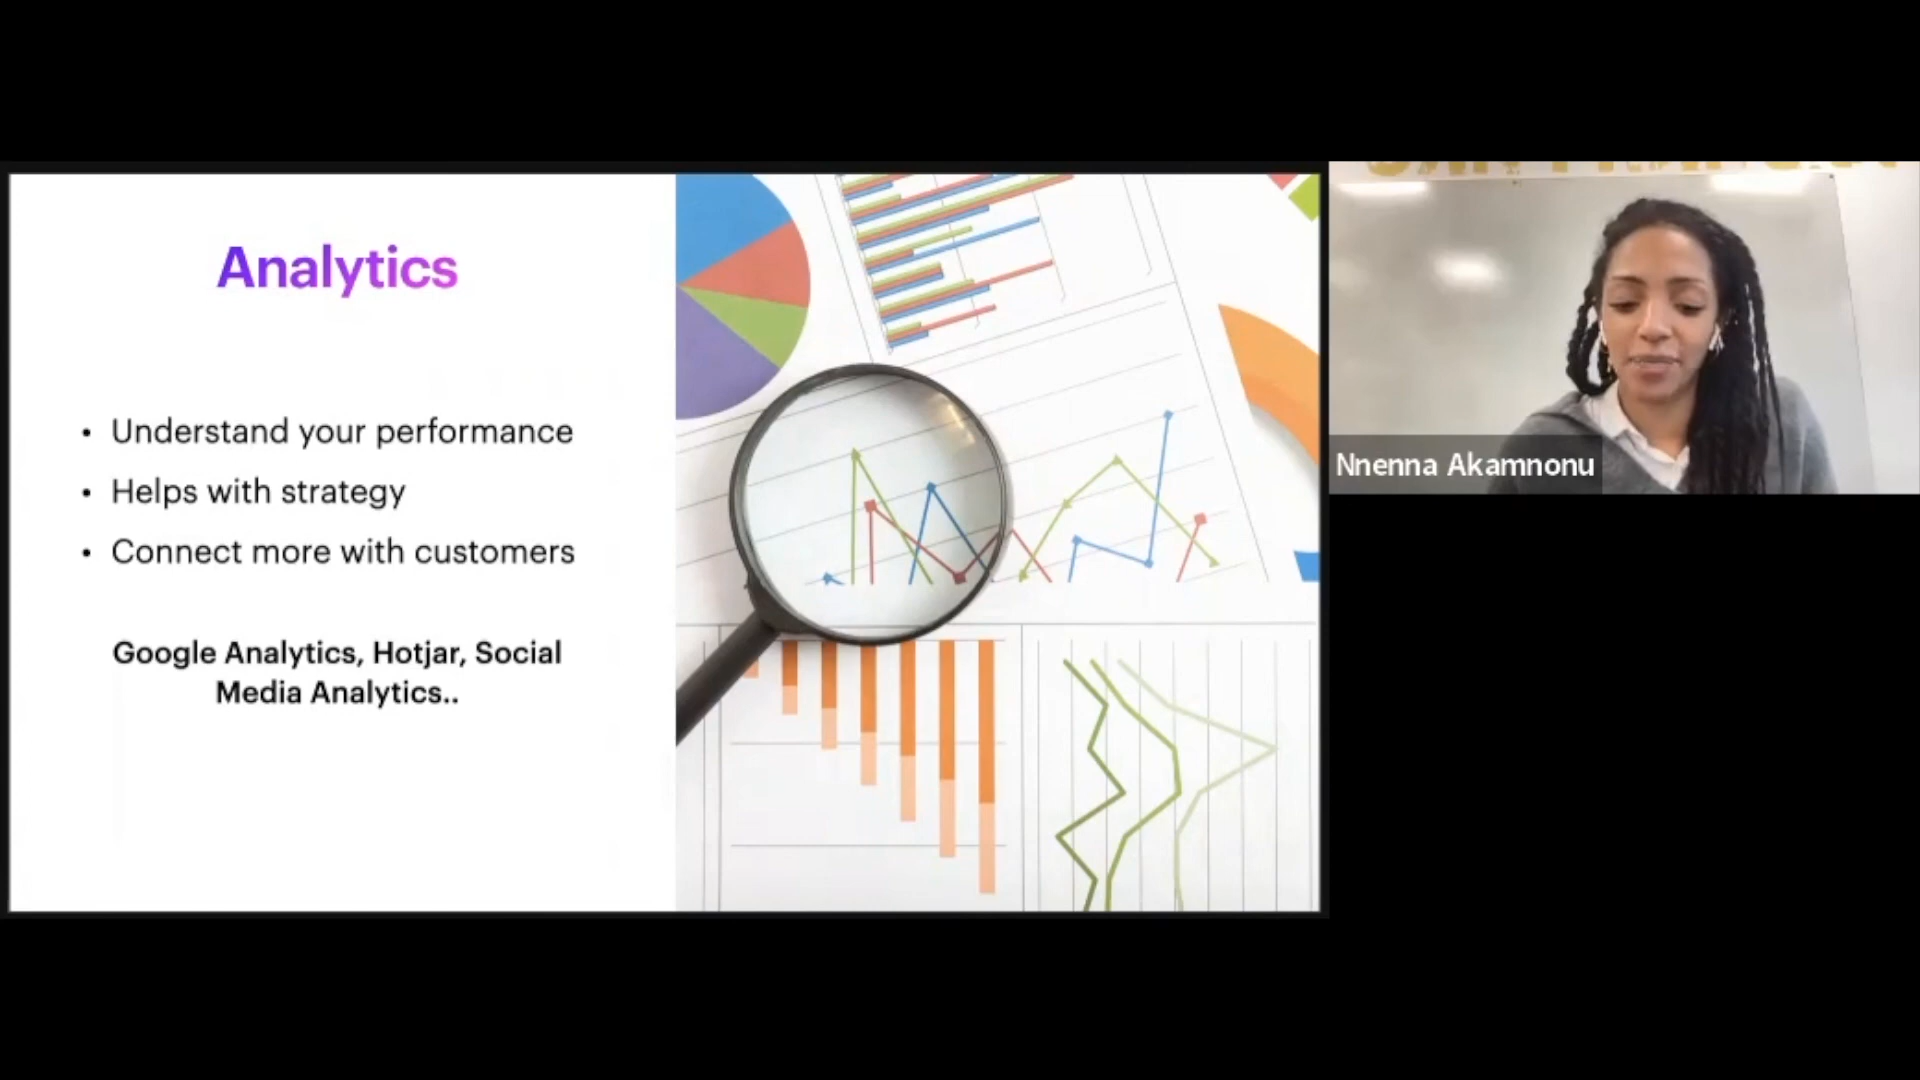 Analytics
• Understand your performance
• Helps with strategy
• Connect more with customers
Google Analytics, Hotjar, Social
Media Analytics..
Nnenna Akamnonu